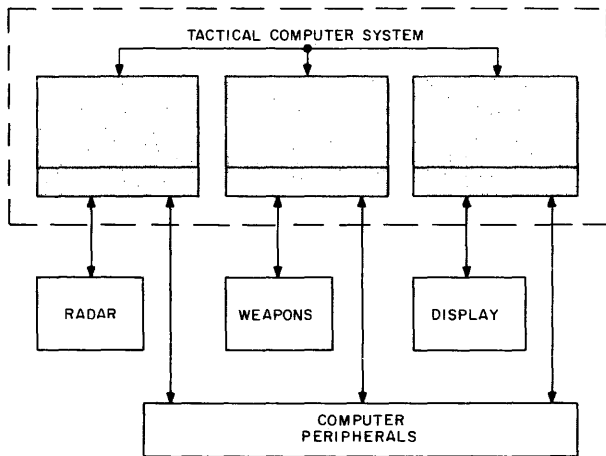 TACTICAL COMPUTER SYSTEM
RADAR
WEAPONS
DISPLAY
COMPUTER
PERIPHERALS